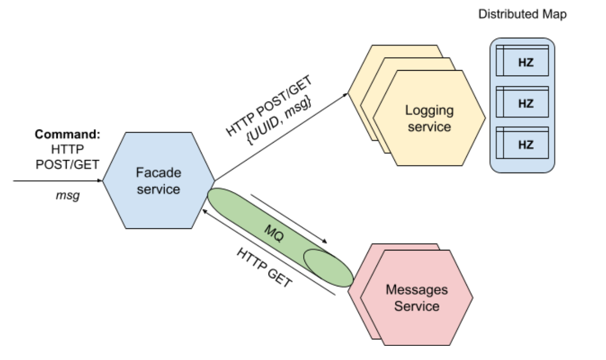 Distributed Map
HZ
HZ
HZ
Logging
service
HTTP POST/GET
{UUID, msg}
Command:
HTTP
POST/GET
msg
Facade
service
MQ
HTTP GET
Messages
Service